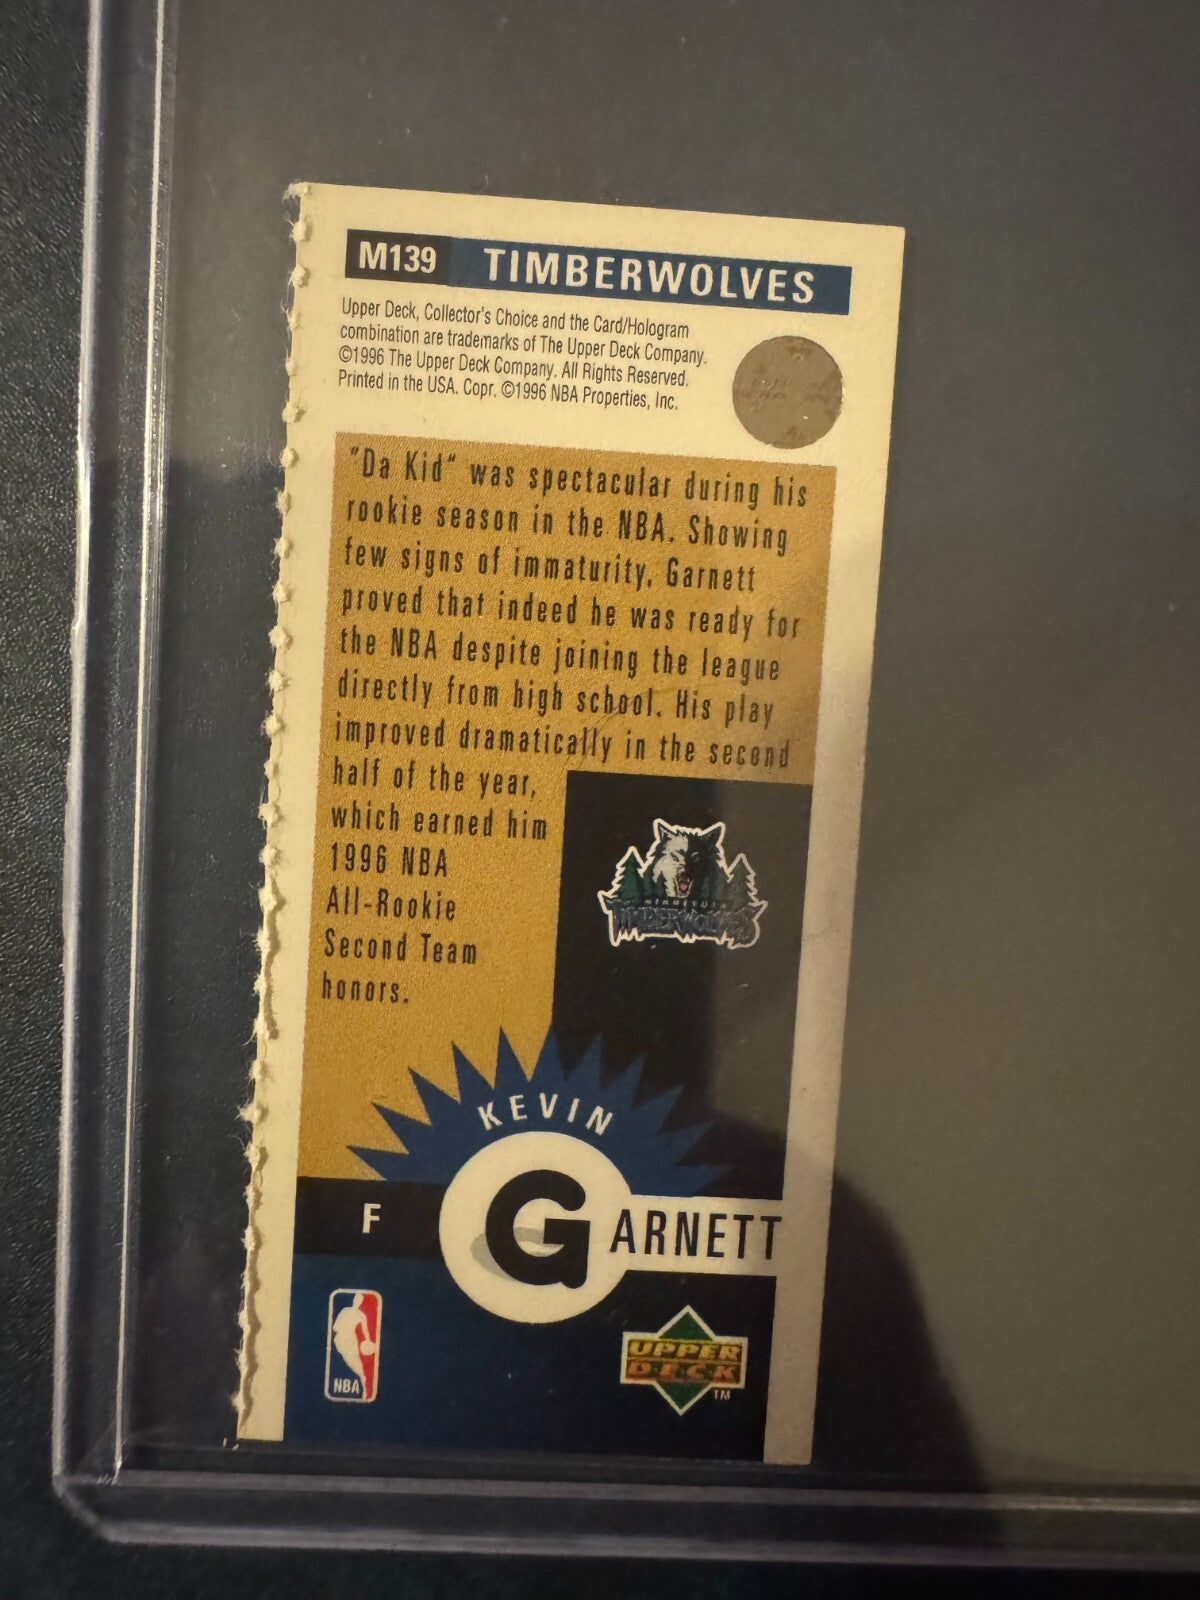 M139 TIMBERWOLVES
Upper Deck, Collector's Choice and the Card/Hologram
combination are trademarks of The Upper Deck Company.
©1996 The Upper Deck Company. All Rights Reserved.
Printed in the USA. Copr. ©1996 NBA Properties, Inc.
"Da Kid" was spectacular during his
rookie season in the NBA. Showing
few signs of immaturity, Garnett
proved that indeed he was ready for
the NBA despite joining the league
directly from high school. His play
improved dramatically in the second
half of the year,
which earned him
1996 NBA
All-Rookie
Second Team
honors.
MINNESOTA
TIMBERWOLVES
KEVIN
F GARNETT
NBA
UPPER
DECK
TM